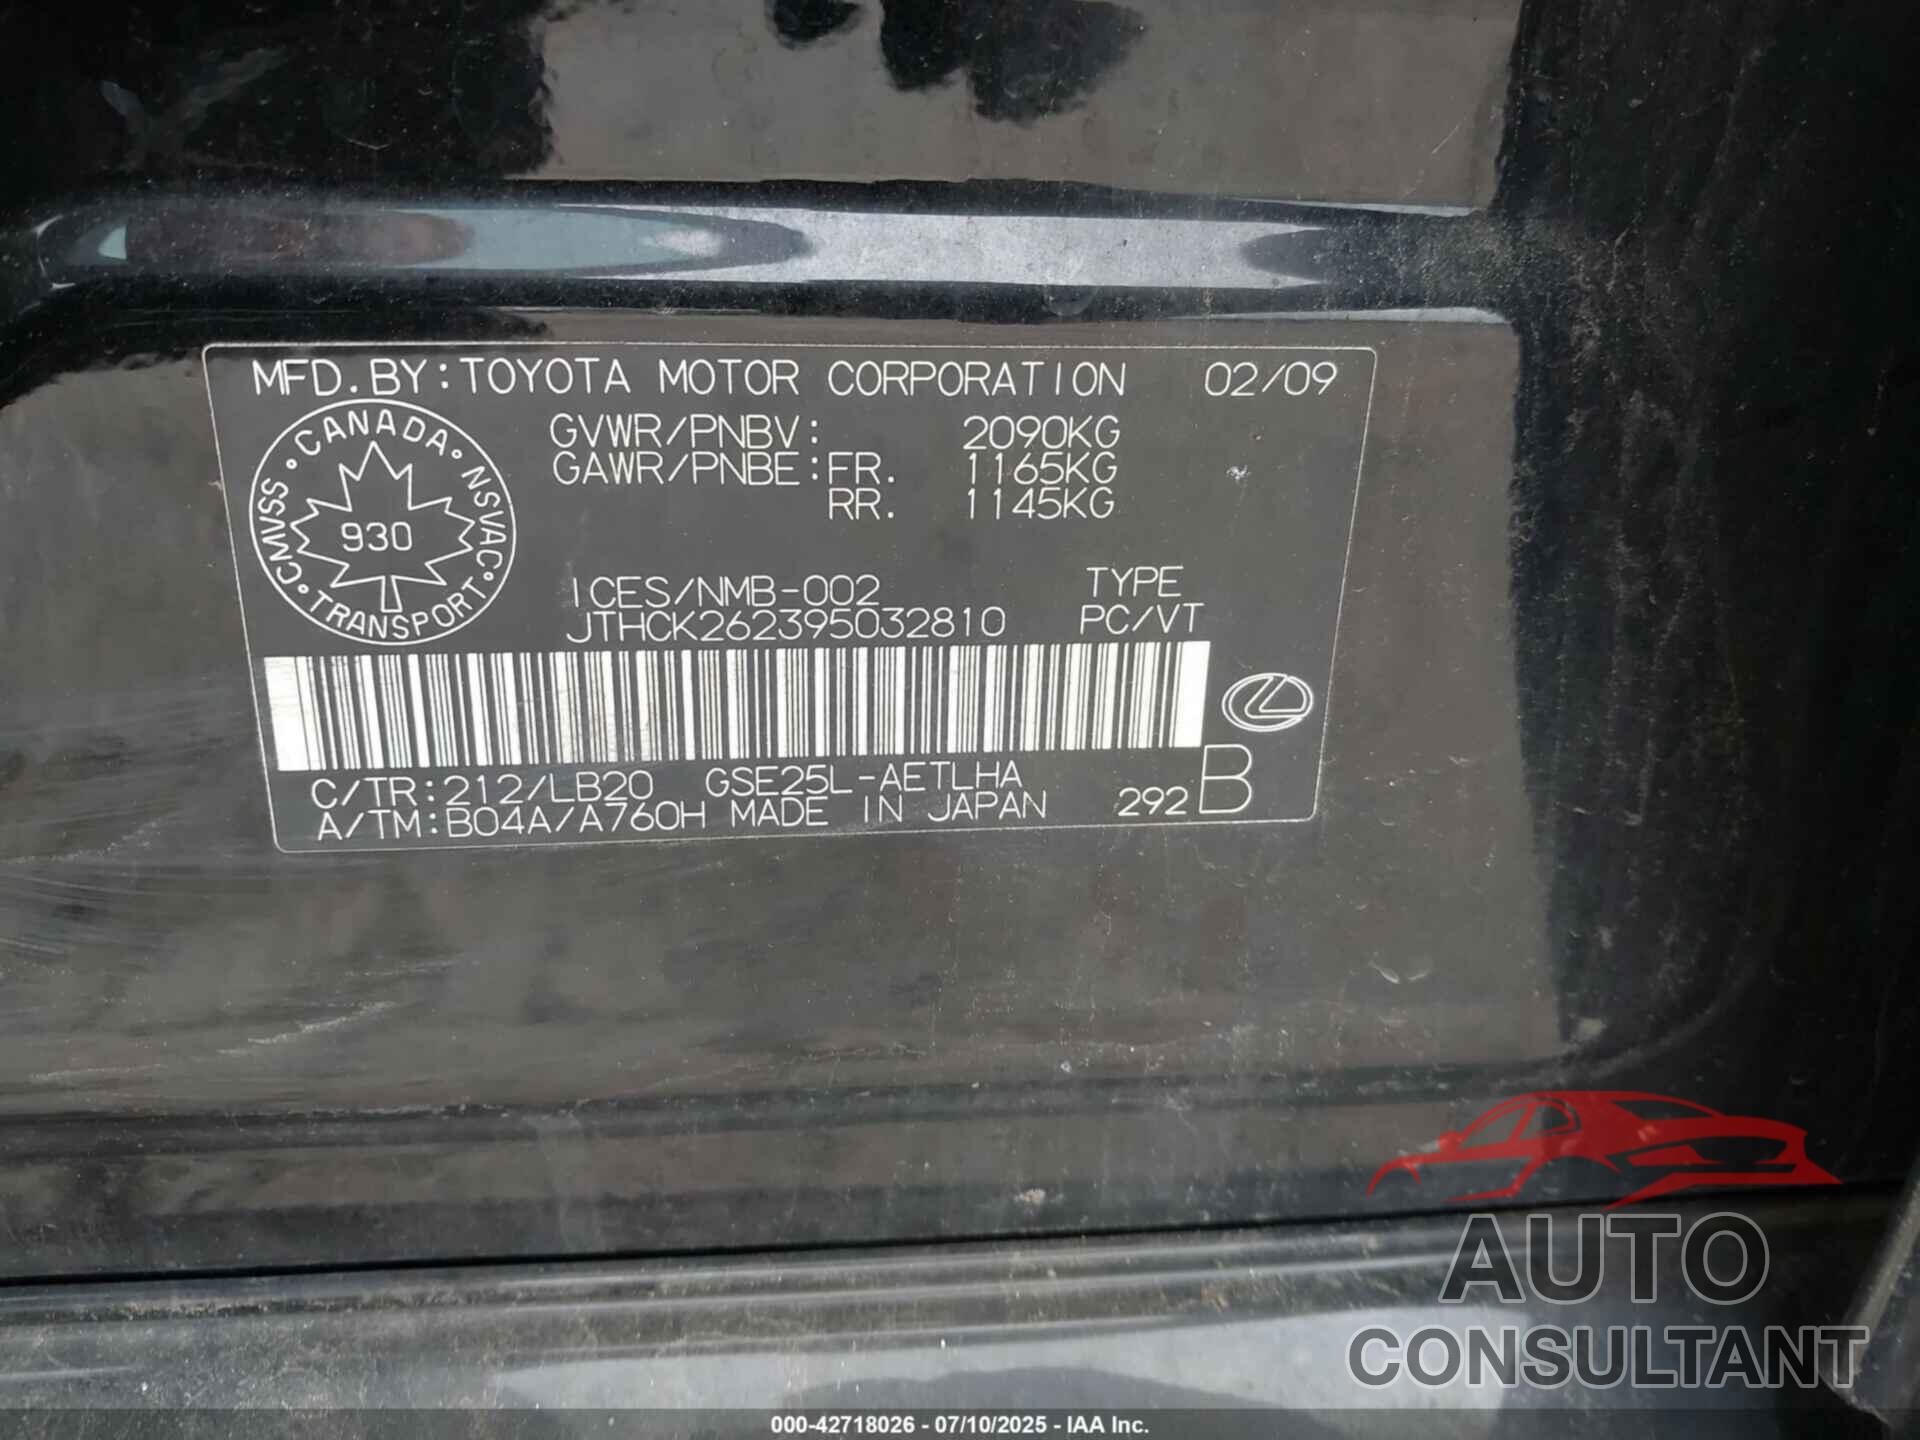 MFD. BY: TOYOTA MOTOR CORPORATION 02/09
CANADA • NSVAC • TRANSPORT • CMVSS •
930
GVWR/PNBV: 2090KG
GAWR/PNBE: FR. 1165KG
RR. 1145KG
ICES/NMB-002 TYPE
JTHCK262395032810 PC/VT
C/TR: 212/LB20 GSE25L-AETLHA
A/TM: B04A/A760H MADE IN JAPAN 292 B
AUTO
CONSULTANT
000-42718026 - 07/10/2025 - IAA Inc.